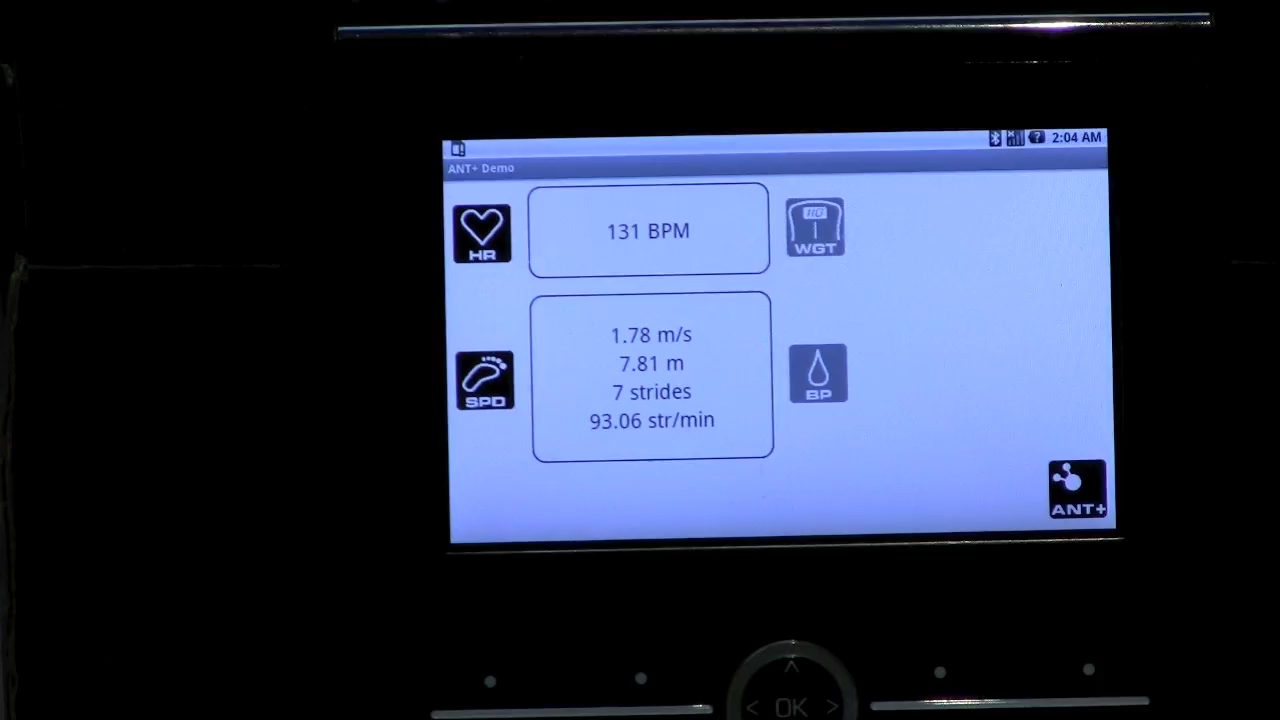 2:04 AM
ANT+ Demo
HR
131 BPM
WGT
SPD
1.78 m/s
7.81 m
7 strides
93.06 str/min
BP
ANT+
< OK >